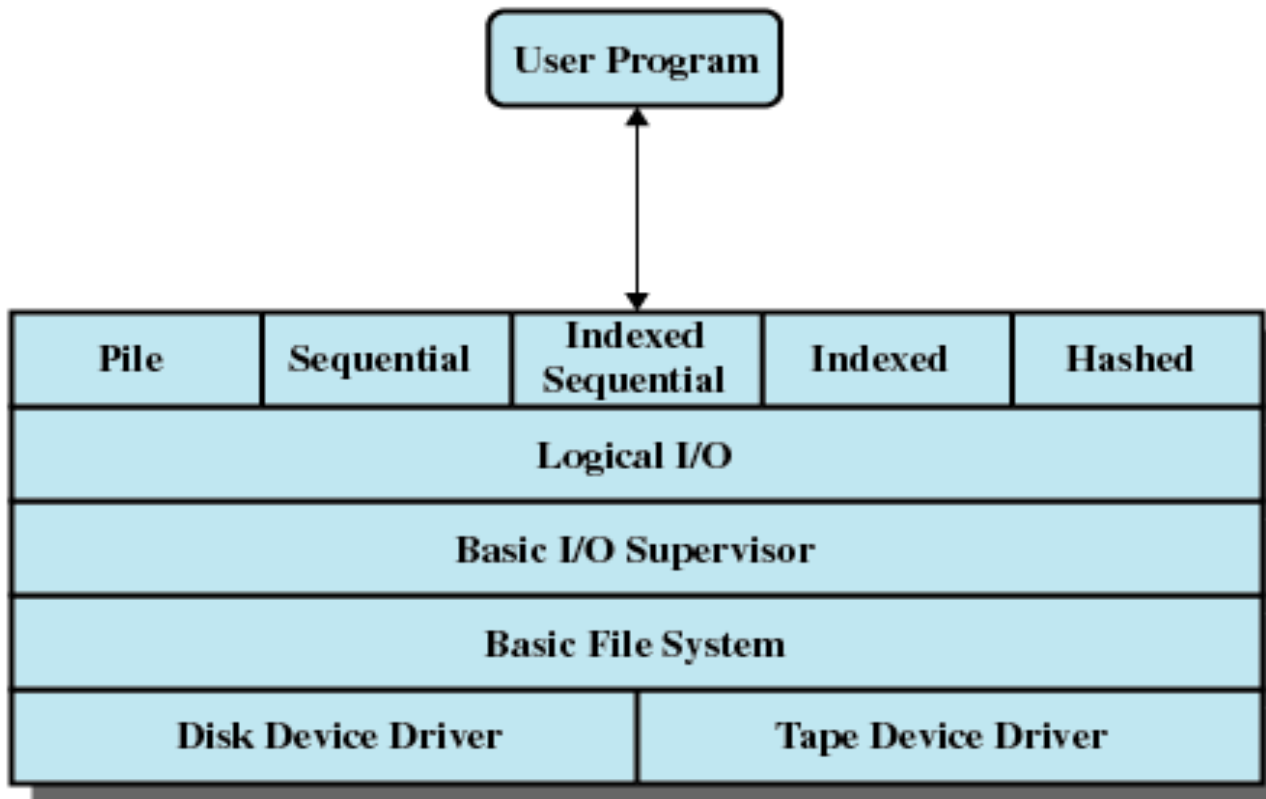 User Program
Pile
Sequential
Indexed
Sequential
Indexed
Hashed
Logical I/O
Basic I/O Supervisor
Basic File System
Disk Device Driver
Tape Device Driver